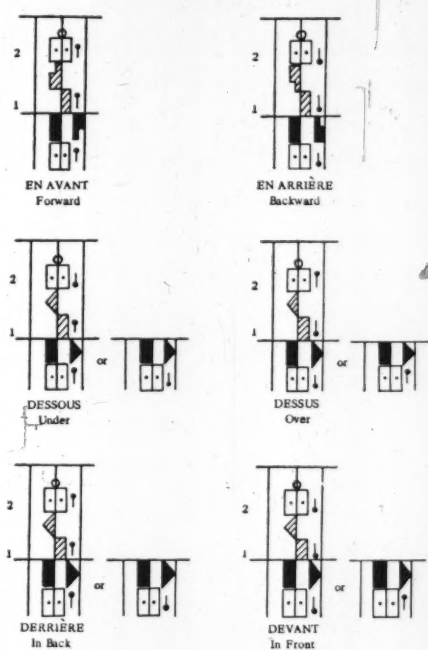 2
1
EN AVANT
Forward
2
1
EN ARRIÈRE
Backward
2
1
or
DESSOUS
Under
2
1
or
DESSUS
Over
2
1
or
DERRIÈRE
In Back
2
1
or
DEVANT
In Front